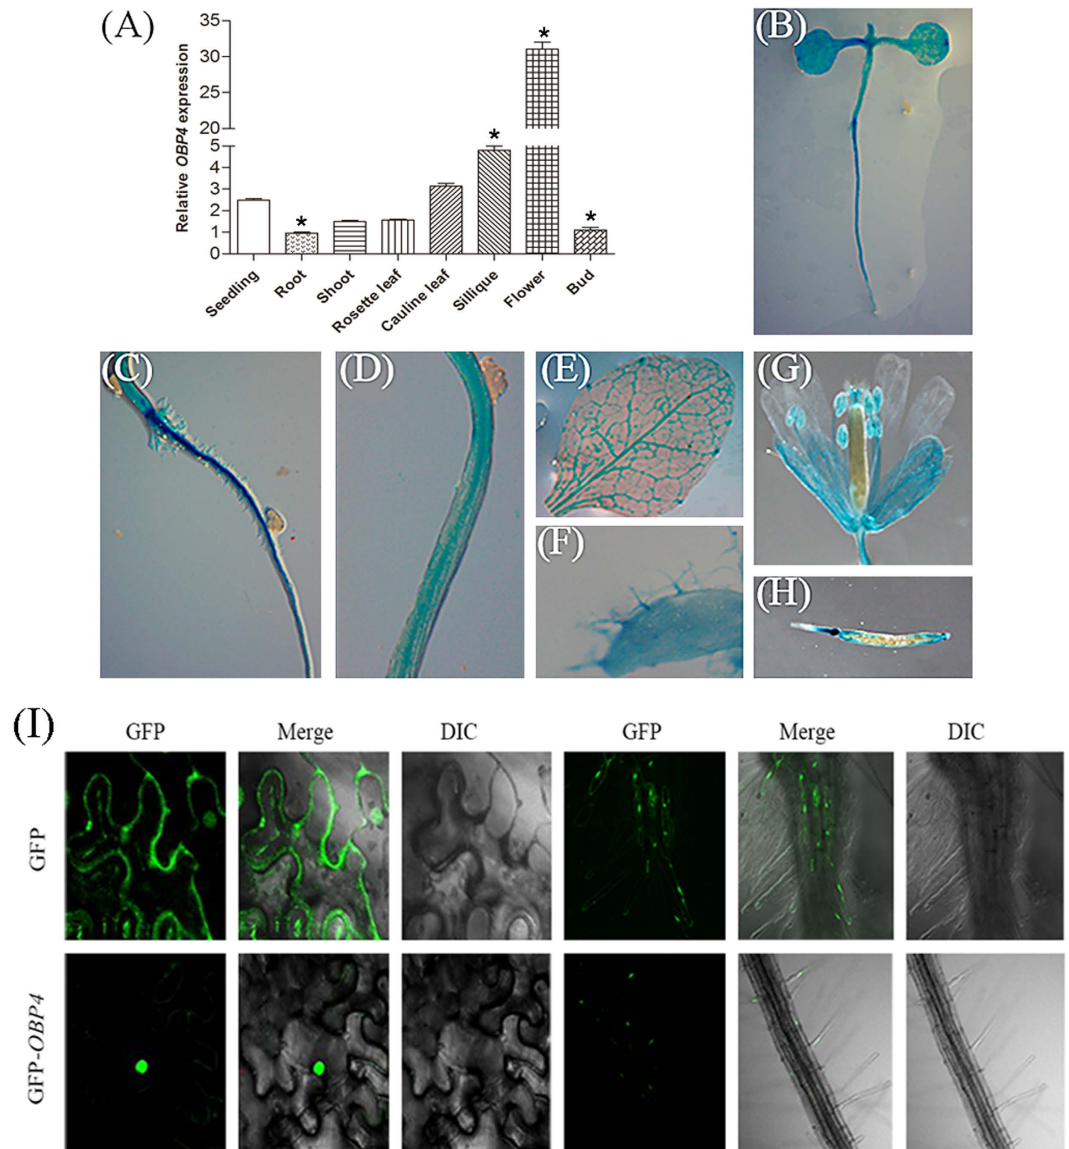 (A)
Relative OBP4 expression
35
30
25
20
5
4
3
2
1
0
*
*
*
*
Seedling
Root
Shoot
Rosette leaf
Cauline leaf
Sillique
Flower
Bud
(B)
(C)
(D)
(E)
(F)
(G)
(H)
(I)
GFP Merge DIC GFP Merge DIC
GFP
GFP-OBP4